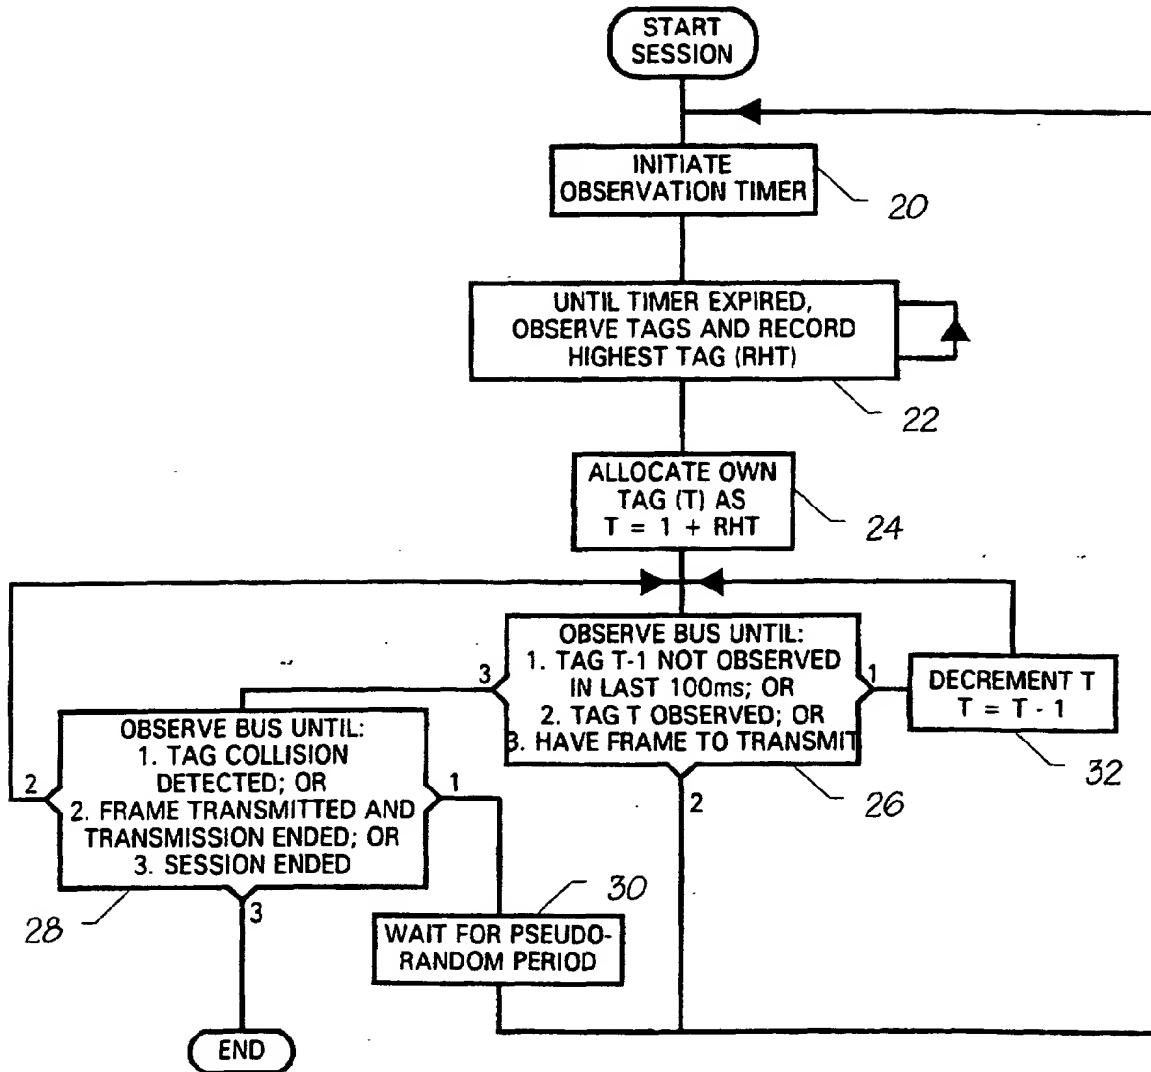 START
SESSION
INITIATE
OBSERVATION TIMER
20
UNTIL TIMER EXPIRED,
OBSERVE TAGS AND RECORD
HIGHEST TAG (RHT)
22
ALLOCATE OWN
TAG (T) AS
T = 1 + RHT
24
OBSERVE BUS UNTIL:
1. TAG T-1 NOT OBSERVED
IN LAST 100ms; OR
2. TAG T OBSERVED; OR
3. HAVE FRAME TO TRANSMIT
3
1
2
26
DECREMENT T
T = T - 1
32
OBSERVE BUS UNTIL:
1. TAG COLLISION
DETECTED; OR
2. FRAME TRANSMITTED AND
TRANSMISSION ENDED; OR
3. SESSION ENDED
2
1
3
28
30
WAIT FOR PSEUDO-
RANDOM PERIOD
END